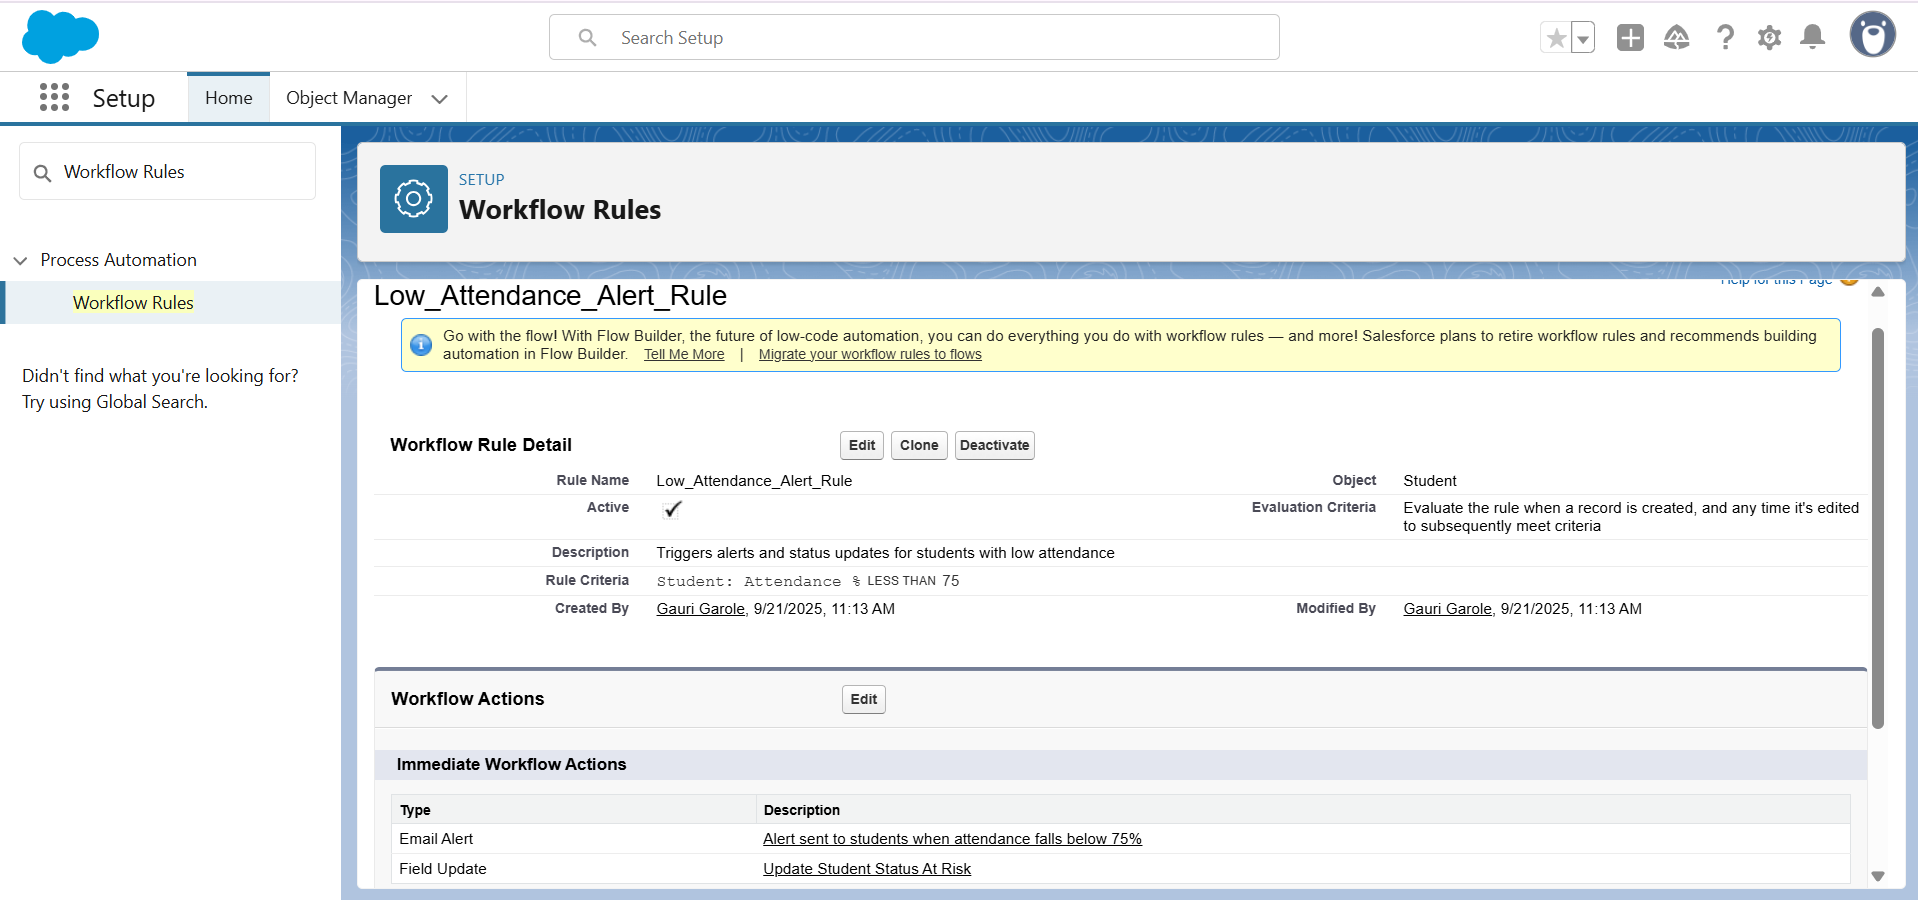 Search Setup
Setup
Home
Object Manager
Workflow Rules
Process Automation
Workflow Rules
Didn't find what you're looking for?
Try using Global Search.
SETUP
Workflow Rules
Help for this Page
Low_Attendance_Alert_Rule
Go with the flow! With Flow Builder, the future of low-code automation, you can do everything you do with workflow rules — and more! Salesforce plans to retire workflow rules and recommends building
automation in Flow Builder. Tell Me More | Migrate your workflow rules to flows
Workflow Rule Detail Edit Clone Deactivate
Rule Name Low_Attendance_Alert_Rule Object Student
Active Evaluation Criteria Evaluate the rule when a record is created, and any time it's edited
to subsequently meet criteria
Description Triggers alerts and status updates for students with low attendance
Rule Criteria Student: Attendance % LESS THAN 75
Created By Gauri Garole, 9/21/2025, 11:13 AM Modified By Gauri Garole, 9/21/2025, 11:13 AM
Workflow Actions Edit
Immediate Workflow Actions
Type Description
Email Alert Alert sent to students when attendance falls below 75%
Field Update Update Student Status At Risk